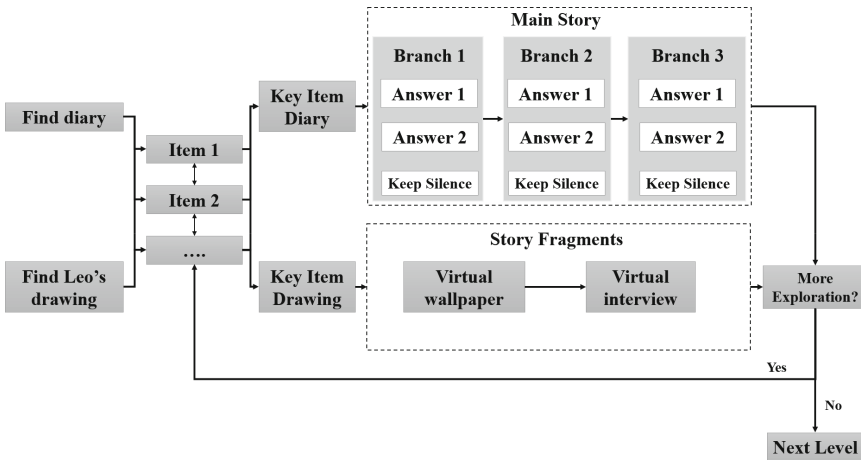 Main Story
Branch 1
Branch 2
Branch 3
Answer 1
Answer 1
Answer 1
Answer 2
Answer 2
Answer 2
Keep Silence
Keep Silence
Keep Silence
Find diary
Find Leo's
drawing
Item 1
Item 2
....
Key Item
Diary
Key Item
Drawing
Story Fragments
Virtual
wallpaper
Virtual
interview
More
Exploration?
Yes
No
Next Level